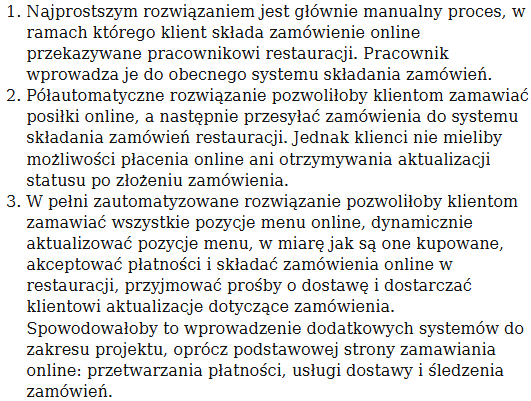 1. Najprostszym rozwiązaniem jest głównie manualny proces, w
ramach którego klient składa zamówienie online
przekazywane pracownikowi restauracji. Pracownik
wprowadza je do obecnego systemu składania zamówień.
2. Półautomatyczne rozwiązanie pozwoliłoby klientom zamawiać
posiłki online, a następnie przesyłać zamówienia do systemu
składania zamówień restauracji. Jednak klienci nie mieliby
możliwości płacenia online ani otrzymywania aktualizacji
statusu po złożeniu zamówienia.
3. W pełni zautomatyzowane rozwiązanie pozwoliłoby klientom
zamawiać wszystkie pozycje menu online, dynamicznie
aktualizować pozycje menu, w miarę jak są one kupowane,
akceptować płatności i składać zamówienia online w
restauracji, przyjmować prośby o dostawę i dostarczać
klientowi aktualizacje dotyczące zamówienia.
Spowodowałoby to wprowadzenie dodatkowych systemów do
zakresu projektu, oprócz podstawowej strony zamawiania
online: przetwarzania płatności, usługi dostawy i śledzenia
zamówień.